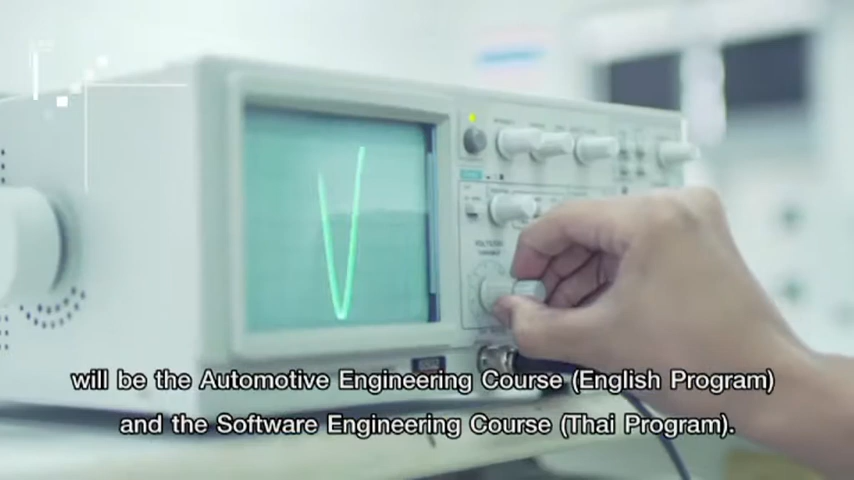 will be the Automotive Engineering Course (English Program)
and the Software Engineering Course (Thai Program).